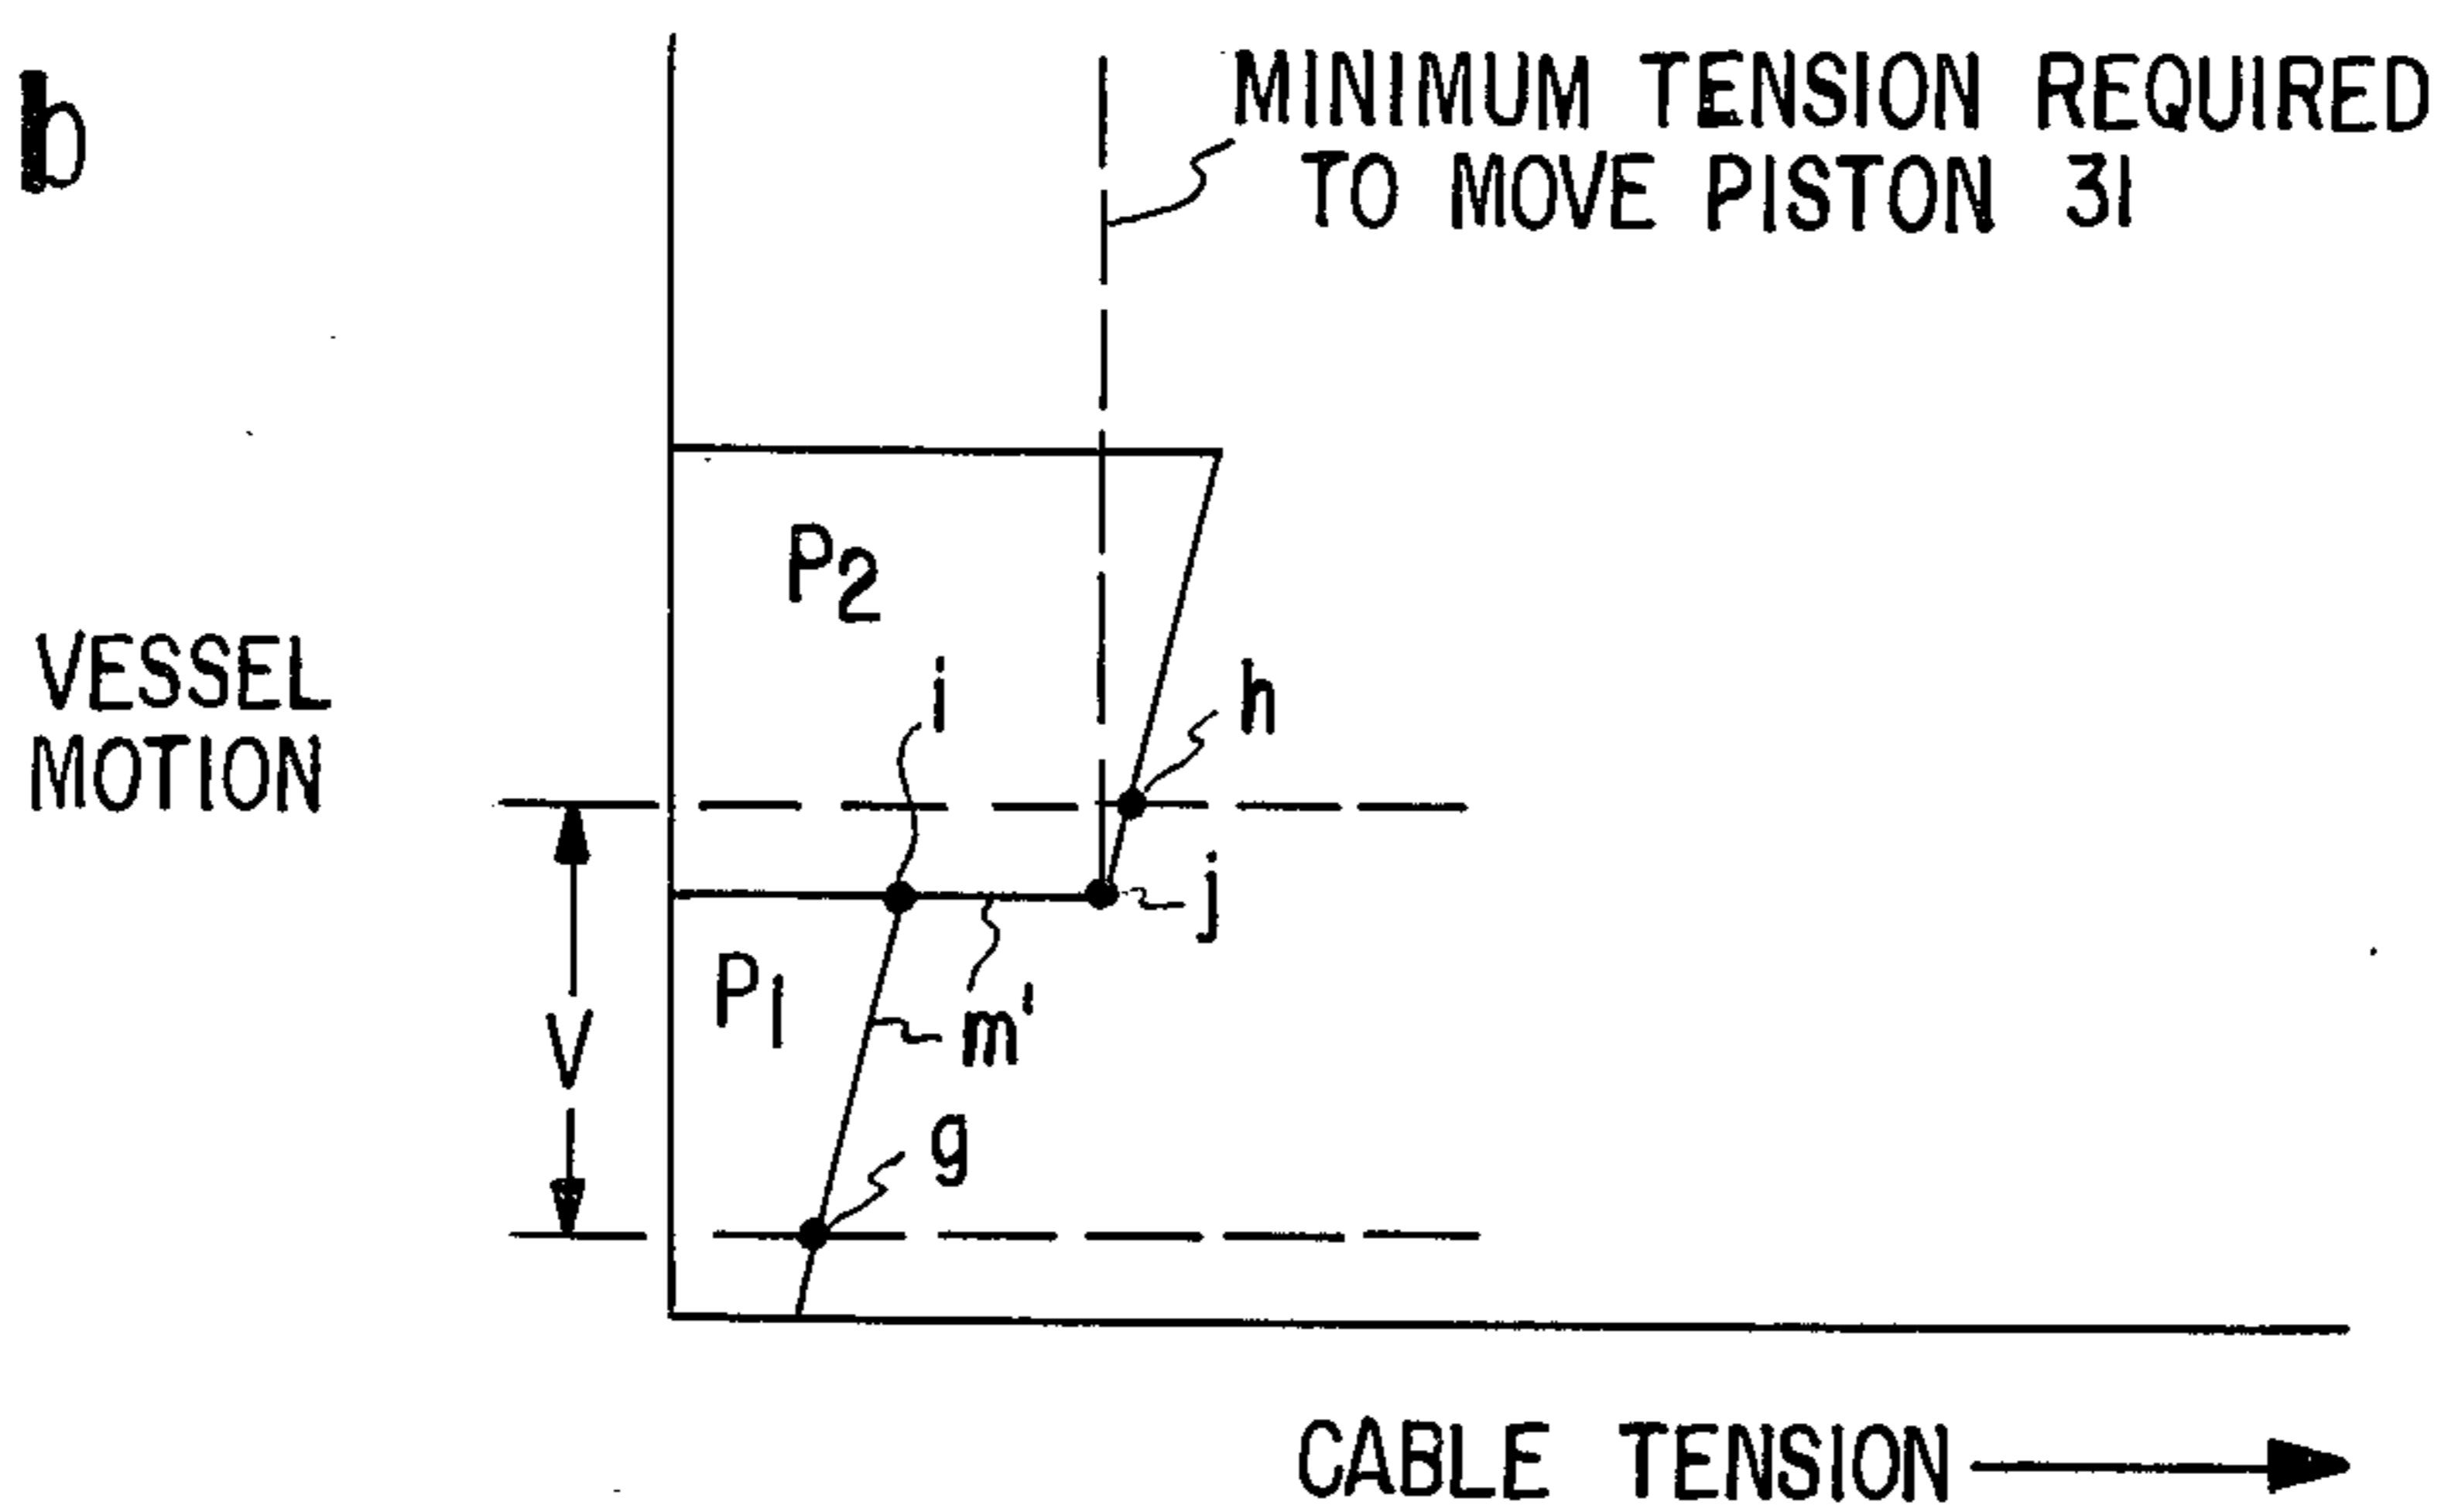 b
MINIMUM TENSION REQUIRED
TO MOVE PISTON 31
P2
VESSEL
MOTION
i
h
j
P1
V
m'
g
CABLE TENSION